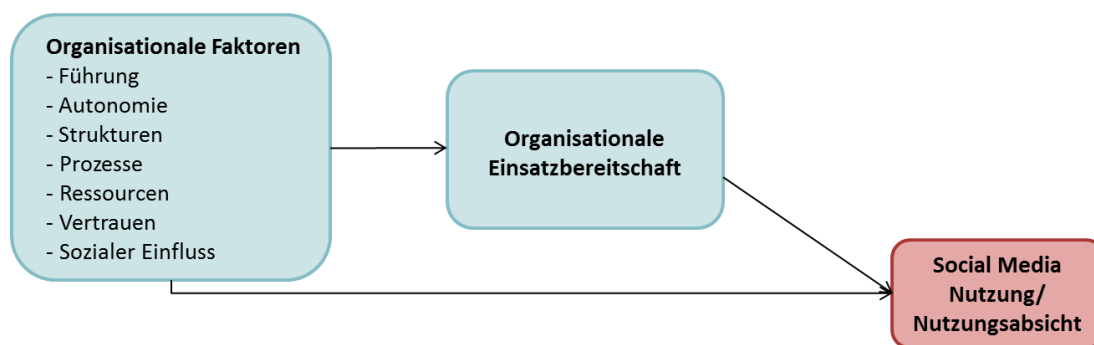 Organisationale Faktoren
- Führung
- Autonomie
- Strukturen
- Prozesse
- Ressourcen
- Vertrauen
- Sozialer Einfluss
Organisationale
Einsatzbereitschaft
Social Media
Nutzung/
Nutzungsabsicht